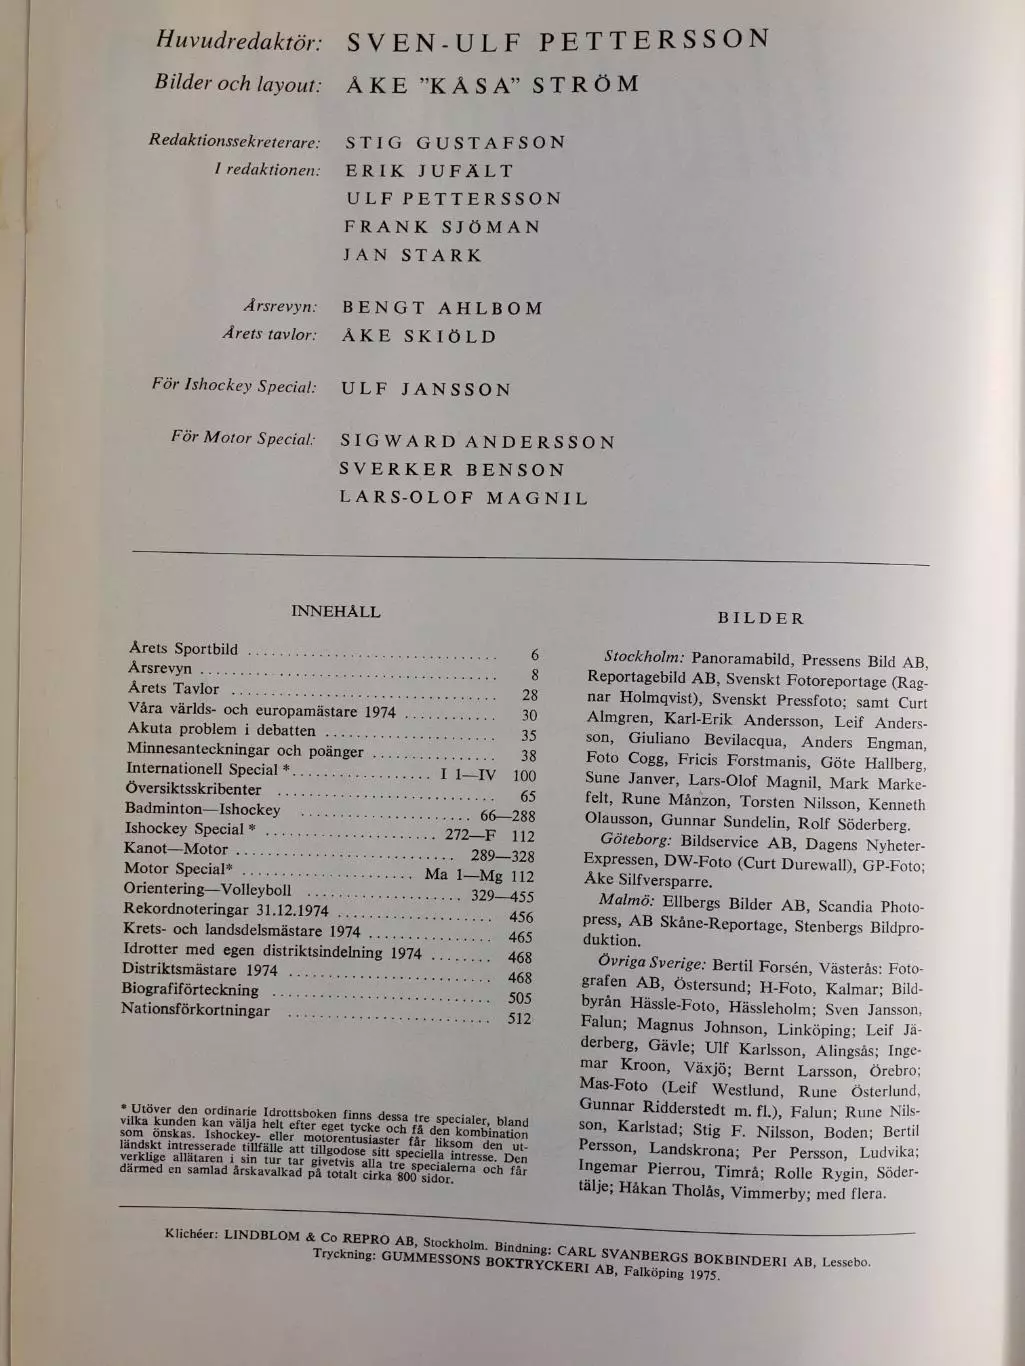 Huvudredaktör: SVEN-ULF PETTERSSON
Bilder och layout: ÅKE ”KÅSA” STRÖM
Redaktionssekreterare: STIG GUSTAFSON
I redaktionen: ERIK JUFÄLT
ULF PETTERSSON
FRANK SJÖMAN
JAN STARK
Årsrevyn: BENGT AHLBOM
Årets tavlor: ÅKE SKIÖLD
För Ishockey Special: ULF JANSSON
För Motor Special: SIGWARD ANDERSSON
SVERKER BENSON
LARS-OLOF MAGNIL
INNEHÅLL
Årets Sportbild 6
Årsrevyn 8
Årets Tavlor 28
Våra världs- och europamästare 1974 30
Akuta problem i debatten 35
Minnesanteckningar och poänger 38
Internationell Special * I 1—IV 100
Översiktsskribenter 65
Badminton—Ishockey 66—288
Ishockey Special * 272—F 112
Kanot—Motor 289—328
Motor Special* Ma 1—Mg 112
Orientering—Volleyboll 329—455
Rekordnoteringar 31.12.1974 456
Krets- och landsdelsmästare 1974 465
Idrotter med egen distriktsindelning 1974 468
Distriktsmästare 1974 468
Biografiförteckning 505
Nationsförkortningar 512
* Utöver den ordinarie Idrottsboken finns dessa tre specialer, bland
vilka kunden kan välja helt efter eget tycke och få den kombination
som önskas. Ishockey- eller motorentusiaster får liksom den ut-
ländskt intresserade tillfälle att tillgodose sitt speciella intresse. Den
verklige allätaren i sin tur tar givetvis alla tre specialerna och får
därmed en samlad årskavalkad på totalt cirka 800 sidor.
BILDER
Stockholm: Panoramabild, Pressens Bild AB,
Reportagebild AB, Svenskt Fotoreportage (Rag-
nar Holmqvist), Svenskt Pressfoto; samt Curt
Almgren, Karl-Erik Andersson, Leif Anders-
son, Giuliano Bevilacqua, Anders Engman,
Foto Cogg, Fricis Forstmanis, Göte Hallberg,
Sune Janver, Lars-Olof Magnil, Mark Marke-
felt, Rune Månzon, Torsten Nilsson, Kenneth
Olausson, Gunnar Sundelin, Rolf Söderberg.
Göteborg: Bildservice AB, Dagens Nyheter-
Expressen, DW-Foto (Curt Durewall), GP-Foto;
Åke Silfversparre.
Malmö: Ellbergs Bilder AB, Scandia Photo-
press, AB Skåne-Reportage, Stenbergs Bildpro-
duktion.
Övriga Sverige: Bertil Forsén, Västerås: Foto-
grafen AB, Östersund; H-Foto, Kalmar; Bild-
byrån Hässle-Foto, Hässleholm; Sven Jansson,
Falun; Magnus Johnson, Linköping; Leif Jä-
derberg, Gävle; Ulf Karlsson, Alingsås; Inge-
mar Kroon, Växjö; Bernt Larsson, Örebro;
Mas-Foto (Leif Westlund, Rune Österlund,
Gunnar Ridderstedt m. fl.), Falun; Rune Nils-
son, Karlstad; Stig F. Nilsson, Boden; Bertil
Persson, Landskrona; Per Persson, Ludvika;
Ingemar Pierrou, Timrå; Rolle Rygin, Söder-
tälje; Håkan Tholås, Vimmerby; med flera.
Klichéer: LINDBLOM & Co REPRO AB, Stockholm. Bindning: CARL SVANBERGS BOKBINDERI AB, Lessebo.
Tryckning: GUMMESSONS BOKTRYCKERI AB, Falköping 1975.